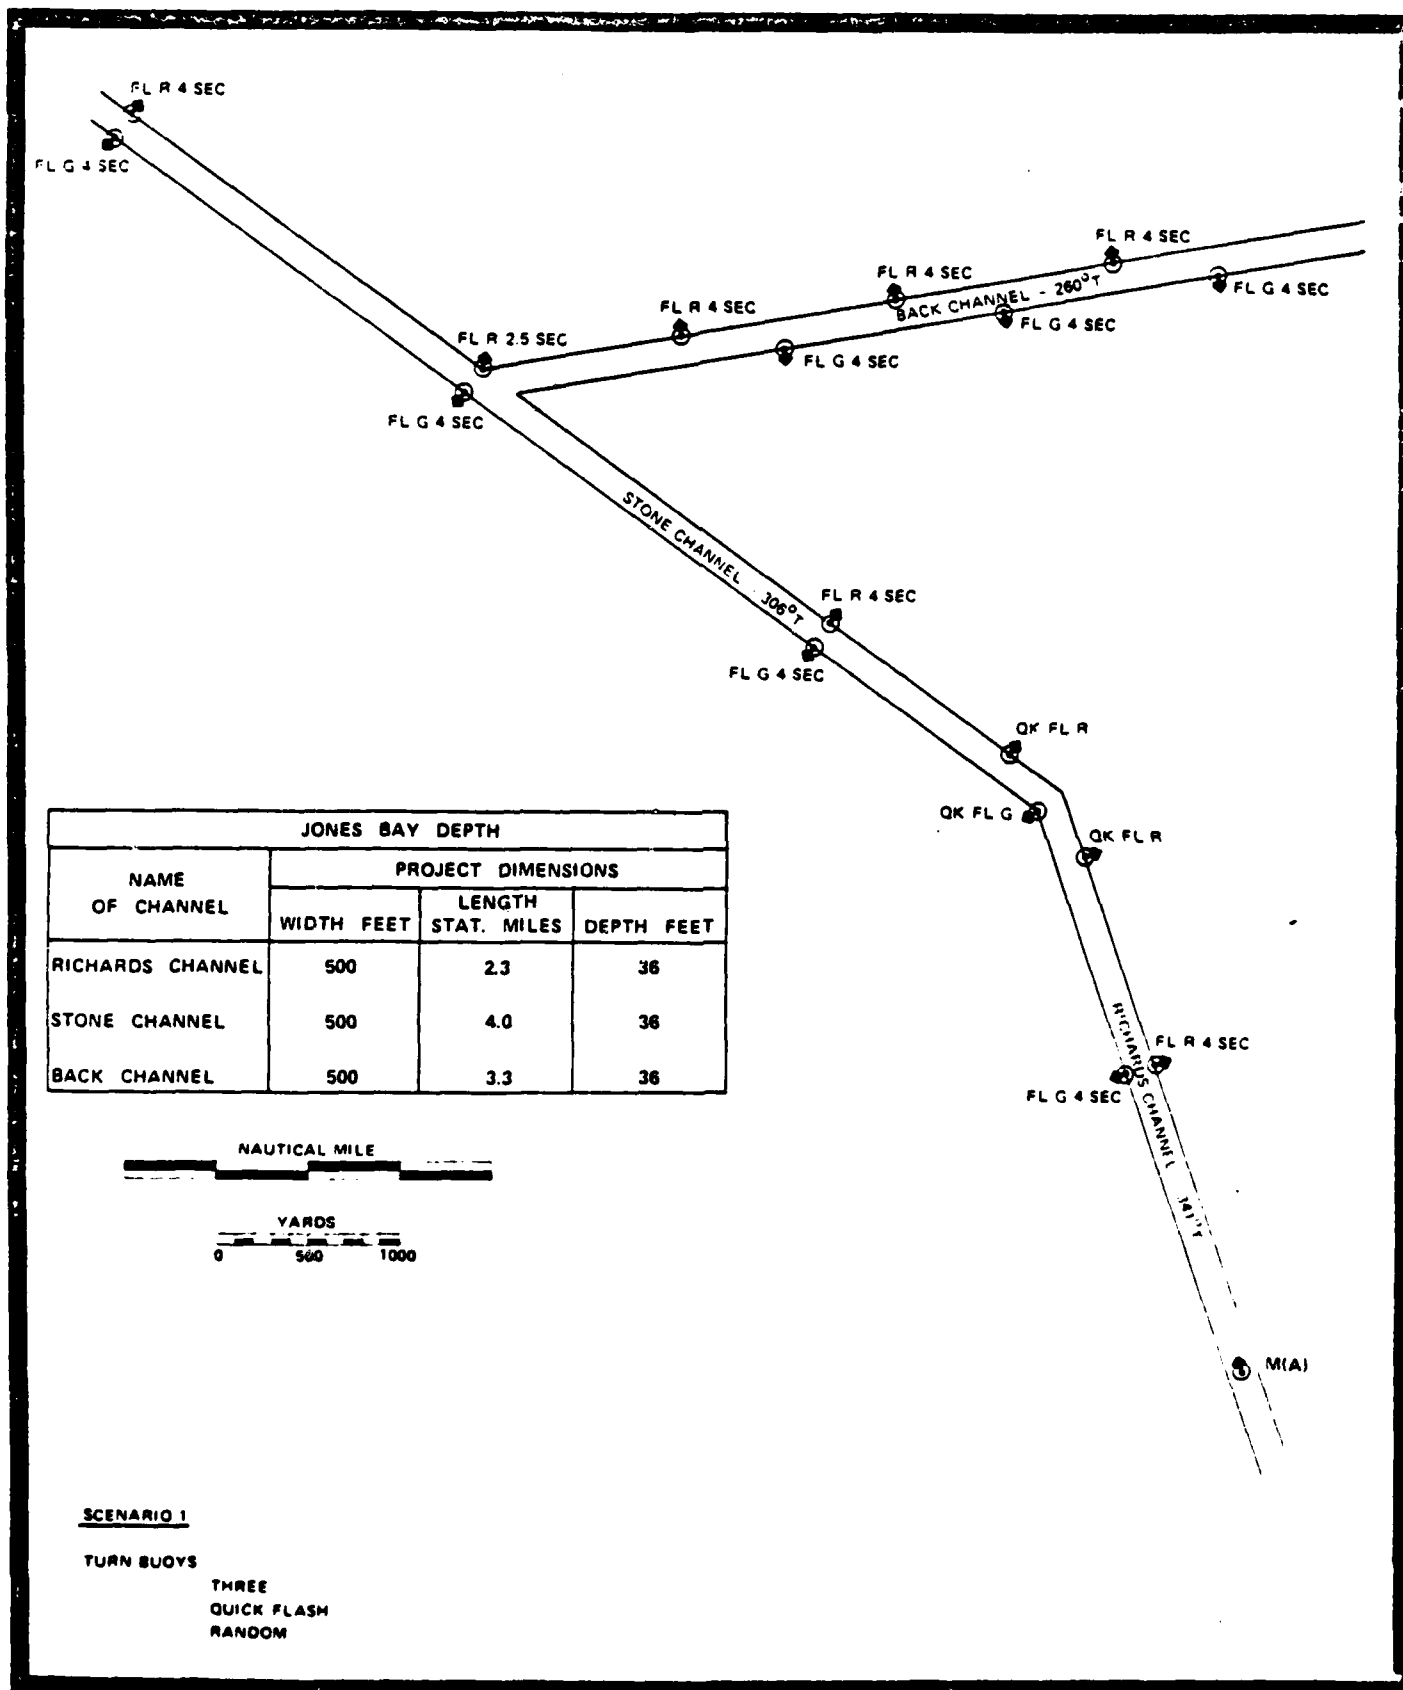 FL R 4 SEC
FL G 4 SEC
FL R 4 SEC
FL R 4 SEC
BACK CHANNEL - 260°T
FL G 4 SEC
FL R 4 SEC
FL G 4 SEC
FL R 2.5 SEC
FL G 4 SEC
FL G 4 SEC
STONE CHANNEL - 306°T
FL R 4 SEC
FL G 4 SEC
QK FL R
QK FL G
QK FL R
JONES BAY DEPTH
NAME OF CHANNEL
PROJECT DIMENSIONS
WIDTH FEET
LENGTH STAT. MILES
DEPTH FEET
RICHARDS CHANNEL 500 2.3 36
STONE CHANNEL 500 4.0 36
BACK CHANNEL 500 3.3 36
RICHARDS CHANNEL 341°T
FL R 4 SEC
FL G 4 SEC
NAUTICAL MILE
YARDS
0 500 1000
M(A)
SCENARIO 1
TURN BUOYS
THREE
QUICK FLASH
RANDOM